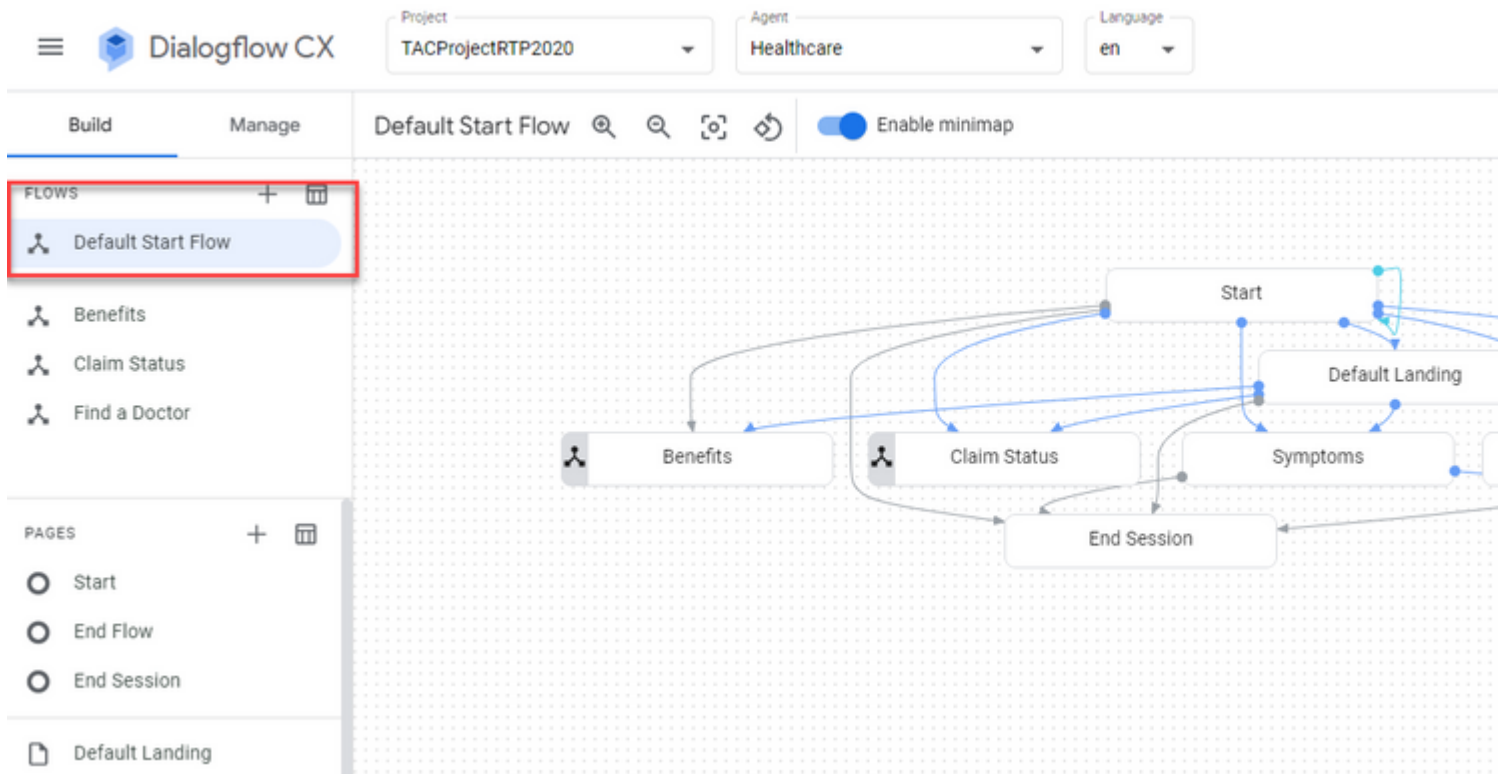 Project
Agent
Language
Dialogflow CX
TACProjectRTP2020
Healthcare
en
Build
Manage
Default Start Flow
Enable minimap
FLOWS
Default Start Flow
Benefits
Claim Status
Find a Doctor
PAGES
Start
End Flow
End Session
Default Landing
Start
Default Landing
Benefits
Claim Status
Symptoms
End Session